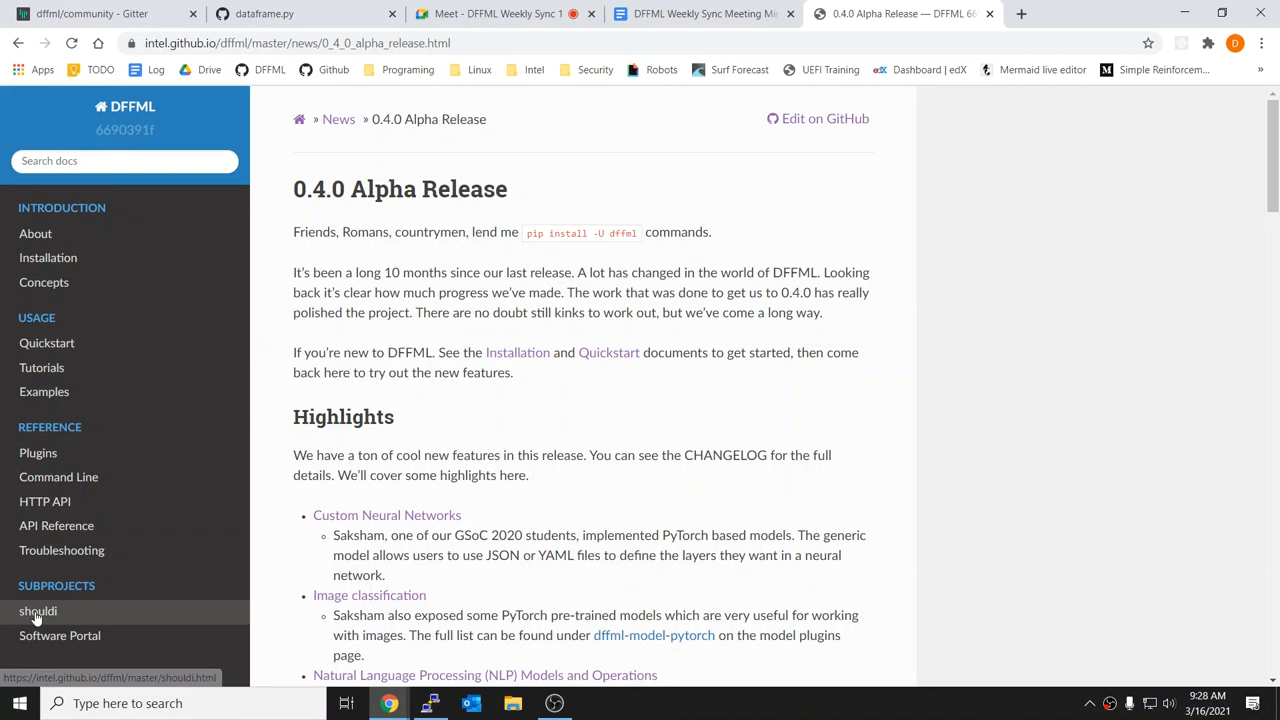 dffml/community - Gitter
dataframe.py
Meet - DFFML Weekly Sync 1
DFFML Weekly Sync Meeting Min
0.4.0 Alpha Release — DFFML 66
intel.github.io/dffml/master/news/0_4_0_alpha_release.html
D
Apps
TODO
Log
Drive
DFFML
Github
Programing
Linux
Intel
Security
Robots
Surf Forecast
UEFI Training
edX
Dashboard | edX
Mermaid live editor
M
Simple Reinforcem...
»
DFFML
6690391f
Search docs
INTRODUCTION
About
Installation
Concepts
USAGE
Quickstart
Tutorials
Examples
REFERENCE
Plugins
Command Line
HTTP API
API Reference
Troubleshooting
SUBPROJECTS
shouldi
Software Portal
https://intel.github.io/dffml/master/shouldi.html
» News » 0.4.0 Alpha Release
Edit on GitHub
0.4.0 Alpha Release
Friends, Romans, countrymen, lend me pip install -U dffml commands.
It's been a long 10 months since our last release. A lot has changed in the world of DFFML. Looking
back it's clear how much progress we've made. The work that was done to get us to 0.4.0 has really
polished the project. There are no doubt still kinks to work out, but we've come a long way.
If you're new to DFFML. See the Installation and Quickstart documents to get started, then come
back here to try out the new features.
Highlights
We have a ton of cool new features in this release. You can see the CHANGELOG for the full
details. We'll cover some highlights here.
• Custom Neural Networks
Saksham, one of our GSoC 2020 students, implemented PyTorch based models. The generic
model allows users to use JSON or YAML files to define the layers they want in a neural
network.
• Image classification
Saksham also exposed some PyTorch pre-trained models which are very useful for working
with images. The full list can be found under dffml-model-pytorch on the model plugins
page.
• Natural Language Processing (NLP) Models and Operations
Type here to search
9:28 AM
3/16/2021